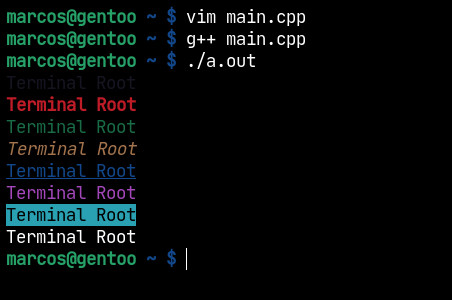 marcos@gentoo ~ $ vim main.cpp
marcos@gentoo ~ $ g++ main.cpp
marcos@gentoo ~ $ ./a.out
Terminal Root
Terminal Root
Terminal Root
Terminal Root
Terminal Root
Terminal Root
Terminal Root
Terminal Root
marcos@gentoo ~ $